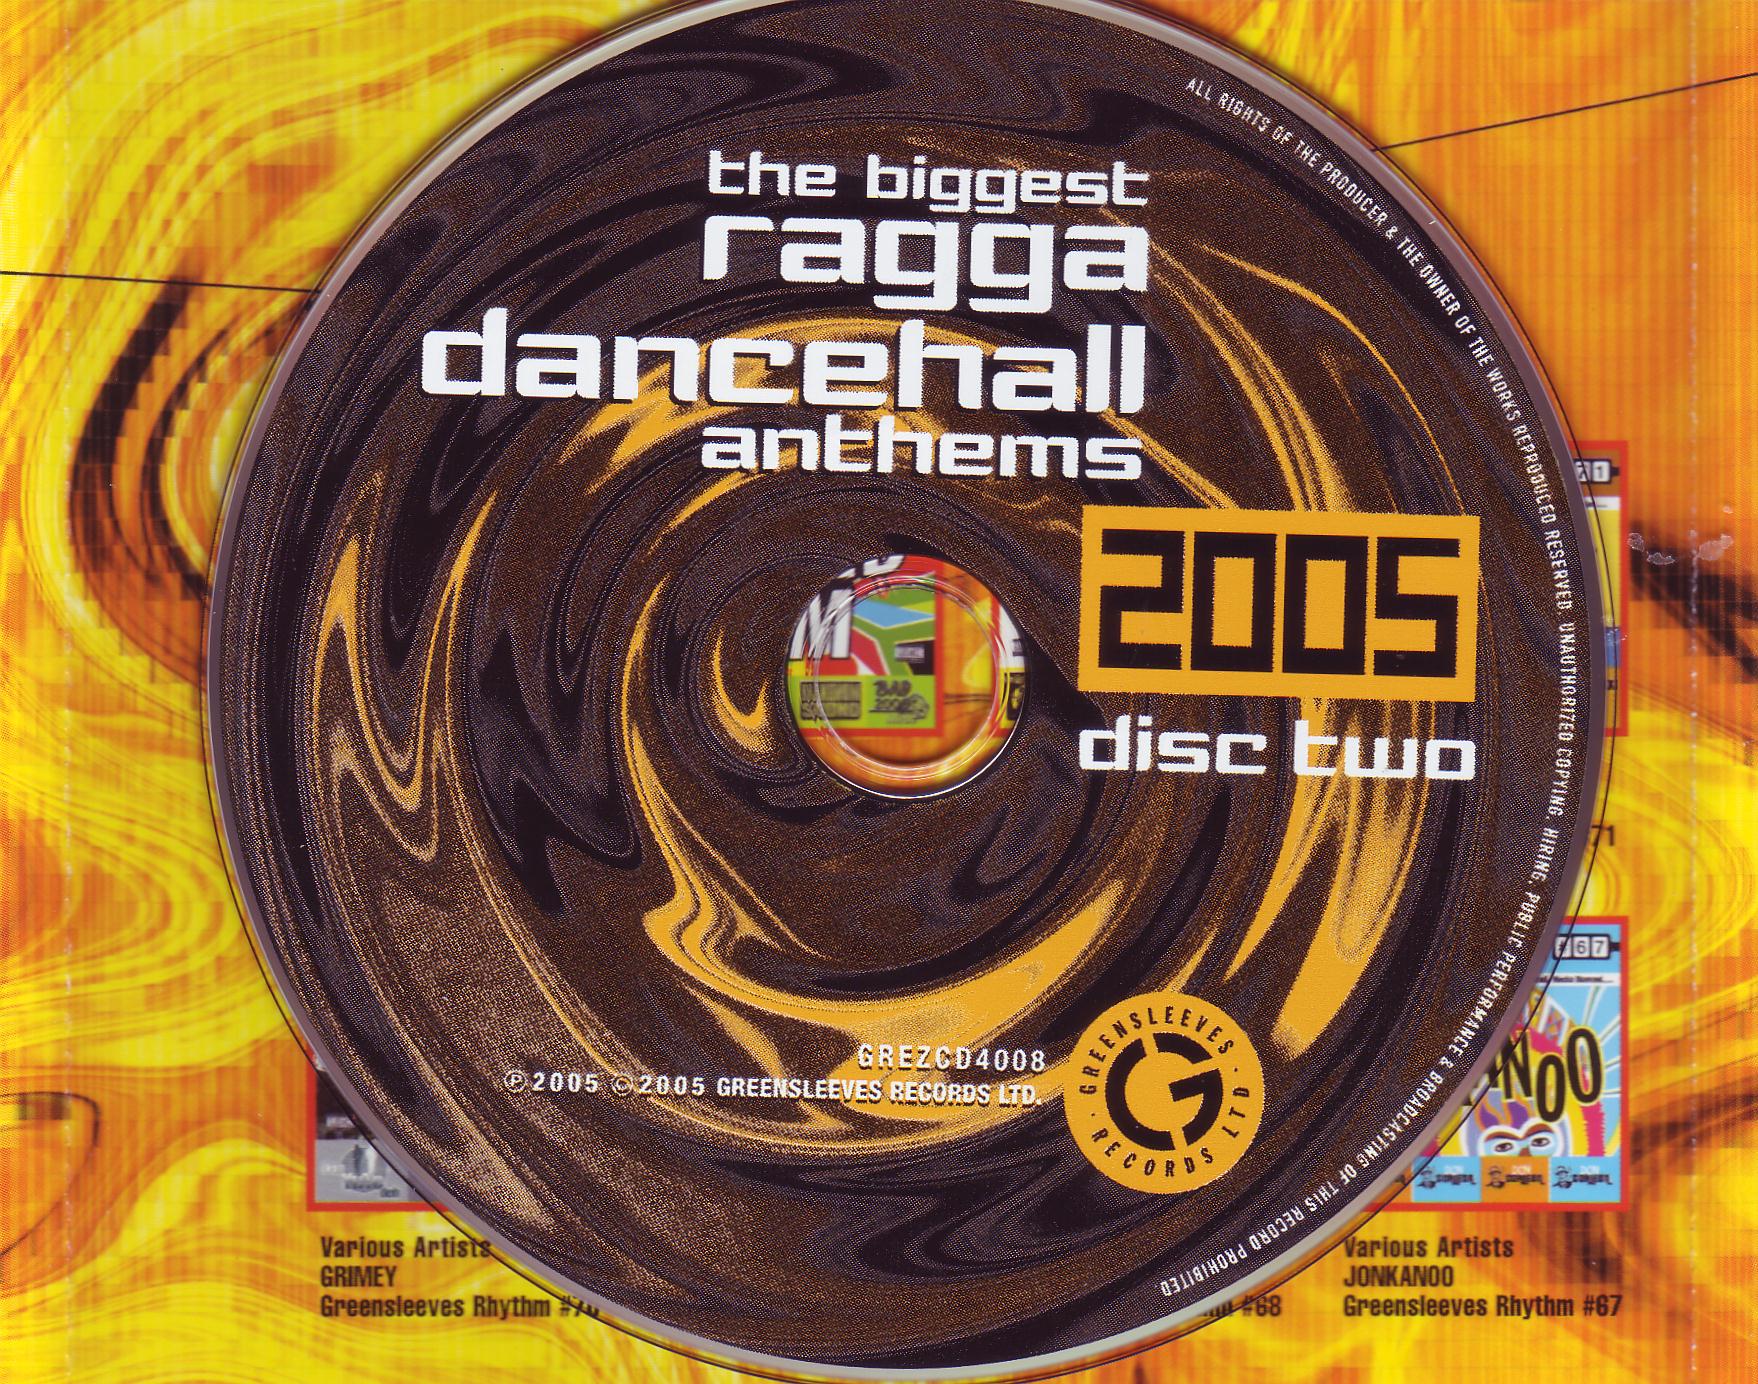 the biggest
ragga
dancehall
anthems
2005
disc two
GREZCD4008
℗ 2005 © 2005 GREENSLEEVES RECORDS LTD.
· GREENSLEEVES · RECORDS LTD
G
ALL RIGHTS OF THE PRODUCER & THE OWNER OF THE WORKS REPRODUCED RESERVED. UNAUTHORIZED COPYING, HIRING, PUBLIC PERFORMANCE & BROADCASTING OF THIS RECORD PROHIBITED.
#67
Various Artists
GRIMEY
Greensleeves Rhythm
#68
Various Artists
JONKANOO
Greensleeves Rhythm #67